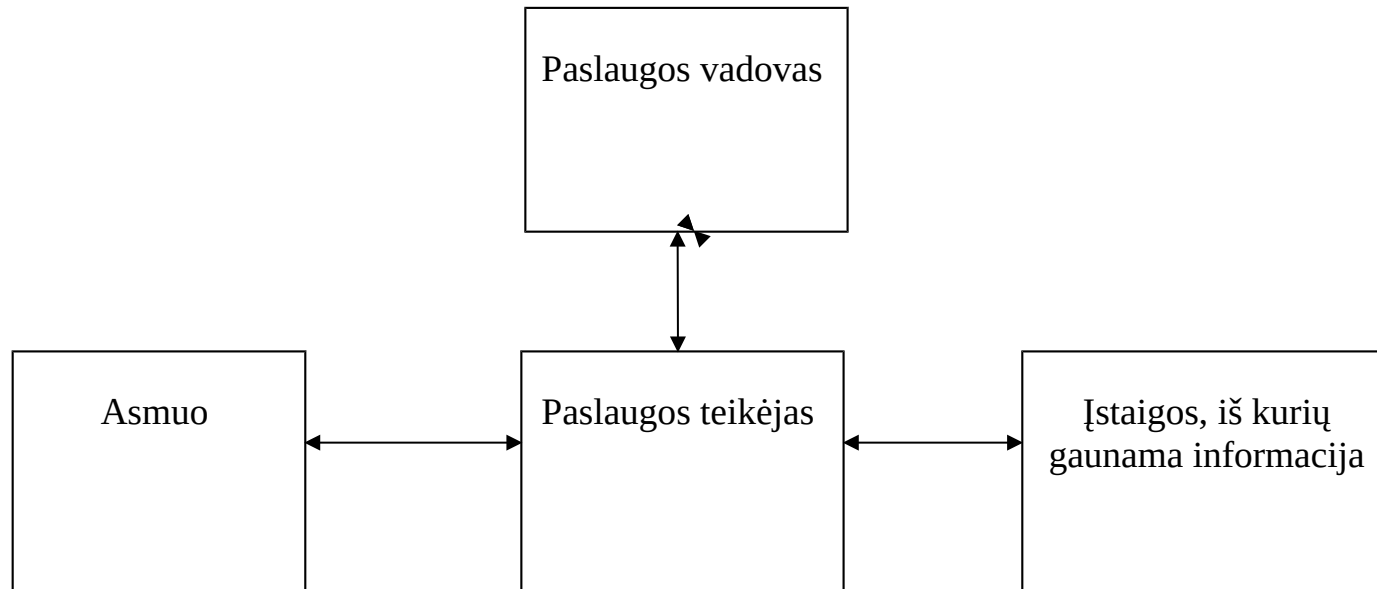 Paslaugos vadovas
Asmuo
Paslaugos teikėjas
Įstaigos, iš kurių
gaunama informacija